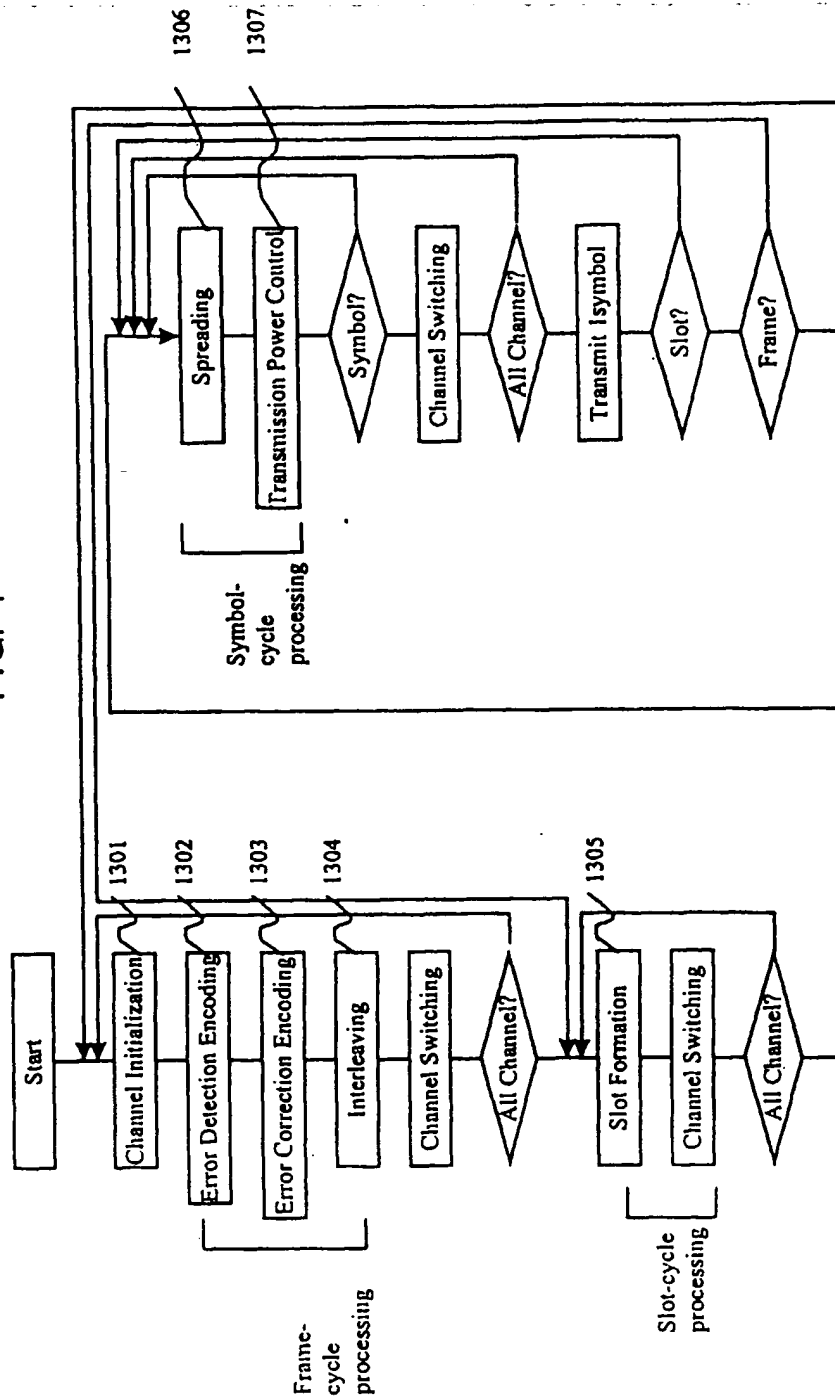 Start
Channel Initialization
1301
Error Detection Encoding
1302
Error Correction Encoding
1303
Interleaving
1304
Channel Switching
All Channel?
Frame-
cycle
processing
Slot Formation
1305
Channel Switching
All Channel?
Slot-cycle
processing
Spreading
1306
Transmission Power Control
1307
Symbol?
Symbol-
cycle
processing
Channel Switching
All Channel?
Transmit 1symbol
Slot?
Frame?